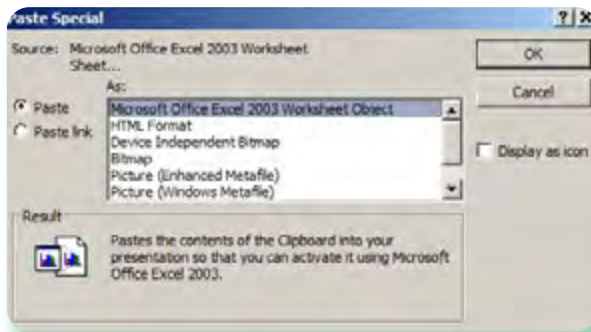 Paste Special
Source: Microsoft Office Excel 2003 Worksheet
Sheet...
As:
Paste
Paste link
Microsoft Office Excel 2003 Worksheet Object
HTML Format
Device Independent Bitmap
Bitmap
Picture (Enhanced Metafile)
Picture (Windows Metafile)
OK
Cancel
Display as icon
Result
Pastes the contents of the Clipboard into your
presentation so that you can activate it using Microsoft
Office Excel 2003.